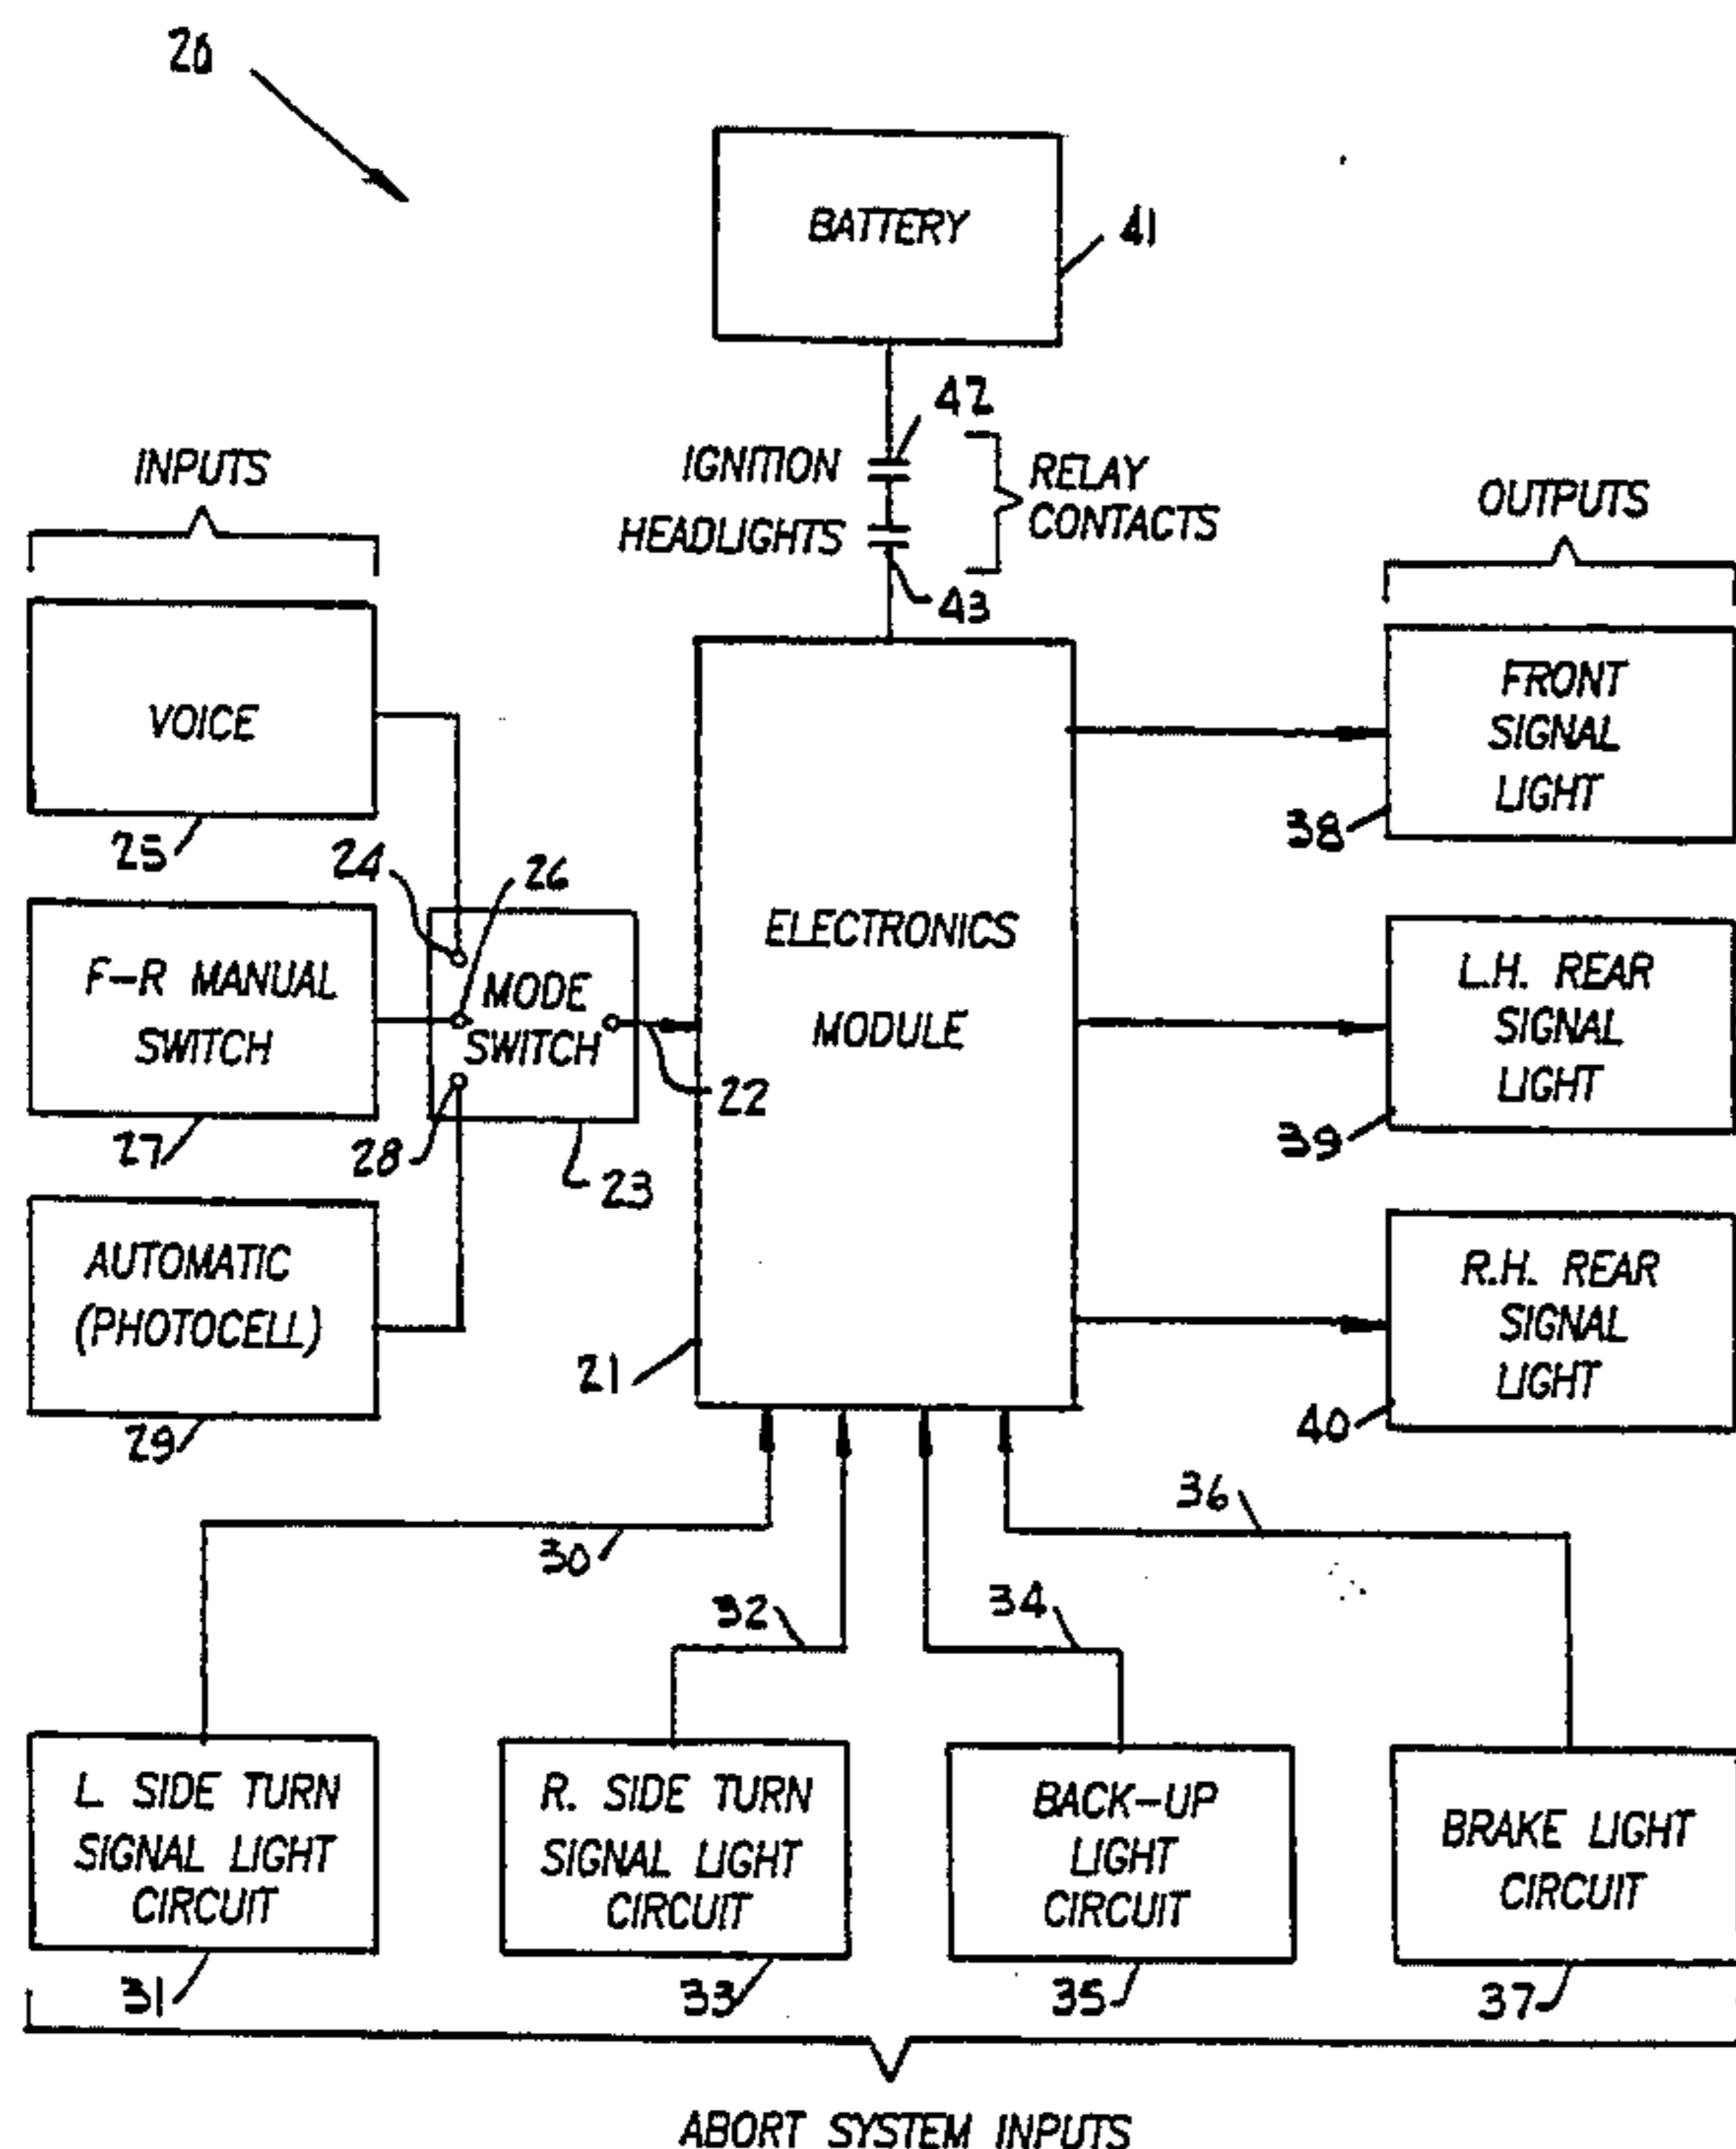 20
BATTERY
41
42
IGNITION
HEADLIGHTS
RELAY
CONTACTS
43
INPUTS
OUTPUTS
VOICE
25
24
26
F-R MANUAL
SWITCH
27
MODE
SWITCH
22
28
23
AUTOMATIC
(PHOTOCELL)
29
ELECTRONICS
MODULE
21
FRONT
SIGNAL
LIGHT
38
L.H. REAR
SIGNAL
LIGHT
39
R.H. REAR
SIGNAL
LIGHT
40
30
32
34
36
L. SIDE TURN
SIGNAL LIGHT
CIRCUIT
31
R. SIDE TURN
SIGNAL LIGHT
CIRCUIT
33
BACK-UP
LIGHT
CIRCUIT
35
BRAKE LIGHT
CIRCUIT
37
ABORT SYSTEM INPUTS